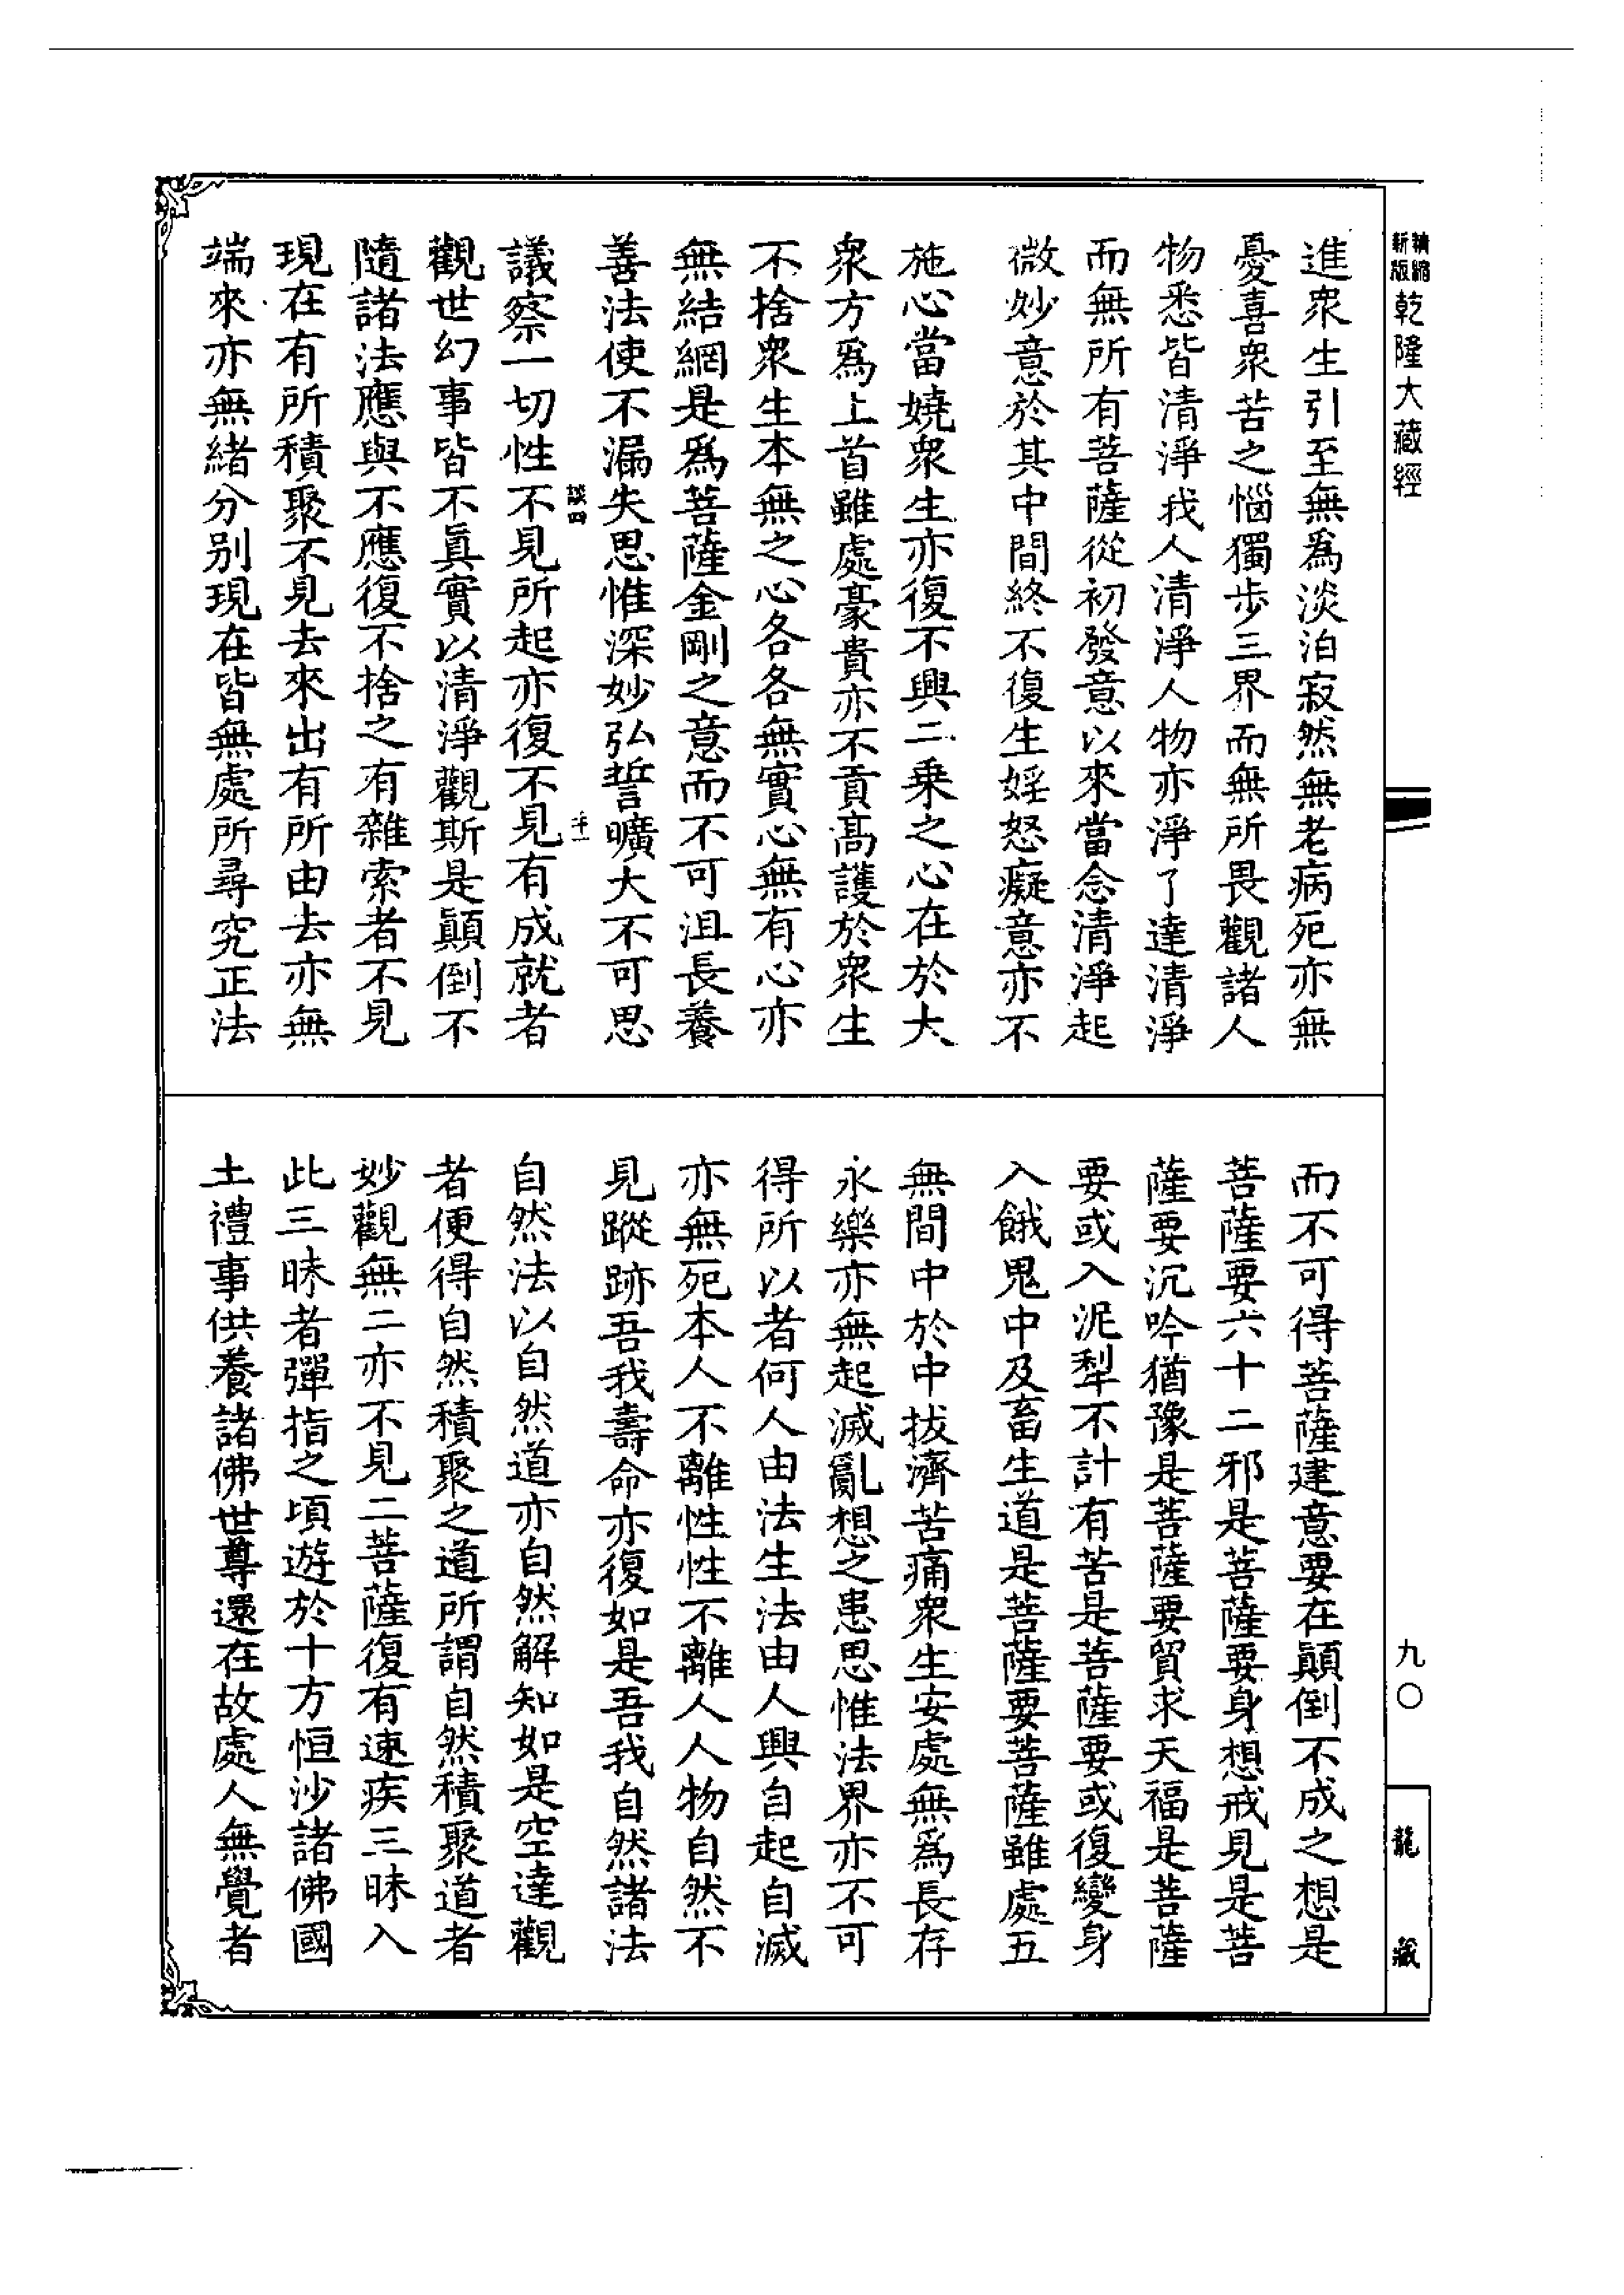 新版精縮乾隆大藏經
進衆生引至無爲淡泊寂然無老病死亦無
憂喜衆苦之惱獨步三界而無所畏觀諸人
物悉皆清淨我人清淨人物亦淨了達清淨
而無所有菩薩從初發意以來當念清淨起
微妙意於其中間終不復生婬怒癡意亦不
施心當嬈衆生亦復不興二乗之心在於大
衆方爲上首雖處豪貴亦不貢高護於衆生
不捨衆生本無之心各各無實心無有心亦
無結網是爲菩薩金剛之意而不可沮長養
善法使不漏失思惟深妙弘誓曠大不可思
談四
二十一
議察一切性不見所起亦復不見有成就者
觀世幻事皆不眞實以清淨觀斯是顚倒不
隨諸法應與不應復不捨之有雜索者不見
現在有所積聚不見去來出有所由去亦無
端來亦無緒分別現在皆無處所尋究正法
而不可得菩薩建意要在顚倒不成之想是
菩薩要六十二邪是菩薩要身想戒見是菩
薩要沉吟猶豫是菩薩要貿求天福是菩薩
要或入泥犁不計有苦是菩薩要或復變身
入餓鬼中及畜生道是菩薩要菩薩雖處五
無間中於中拔濟苦痛衆生安處無爲長存
永樂亦無起滅亂想之患思惟法界亦不可
得所以者何人由法生法由人興自起自滅
亦無死本人不離性性不離人人物自然不
見蹤跡吾我壽命亦復如是吾我自然諸法
自然法以自然道亦自然解知如是空達觀
者便得自然積聚之道所謂自然積聚道者
妙觀無二亦不見二菩薩復有速疾三昧入
此三昧者彈指之頃遊於十方恒沙諸佛國
土禮事供養諸佛世尊還在故處人無覺者
九〇
龍藏